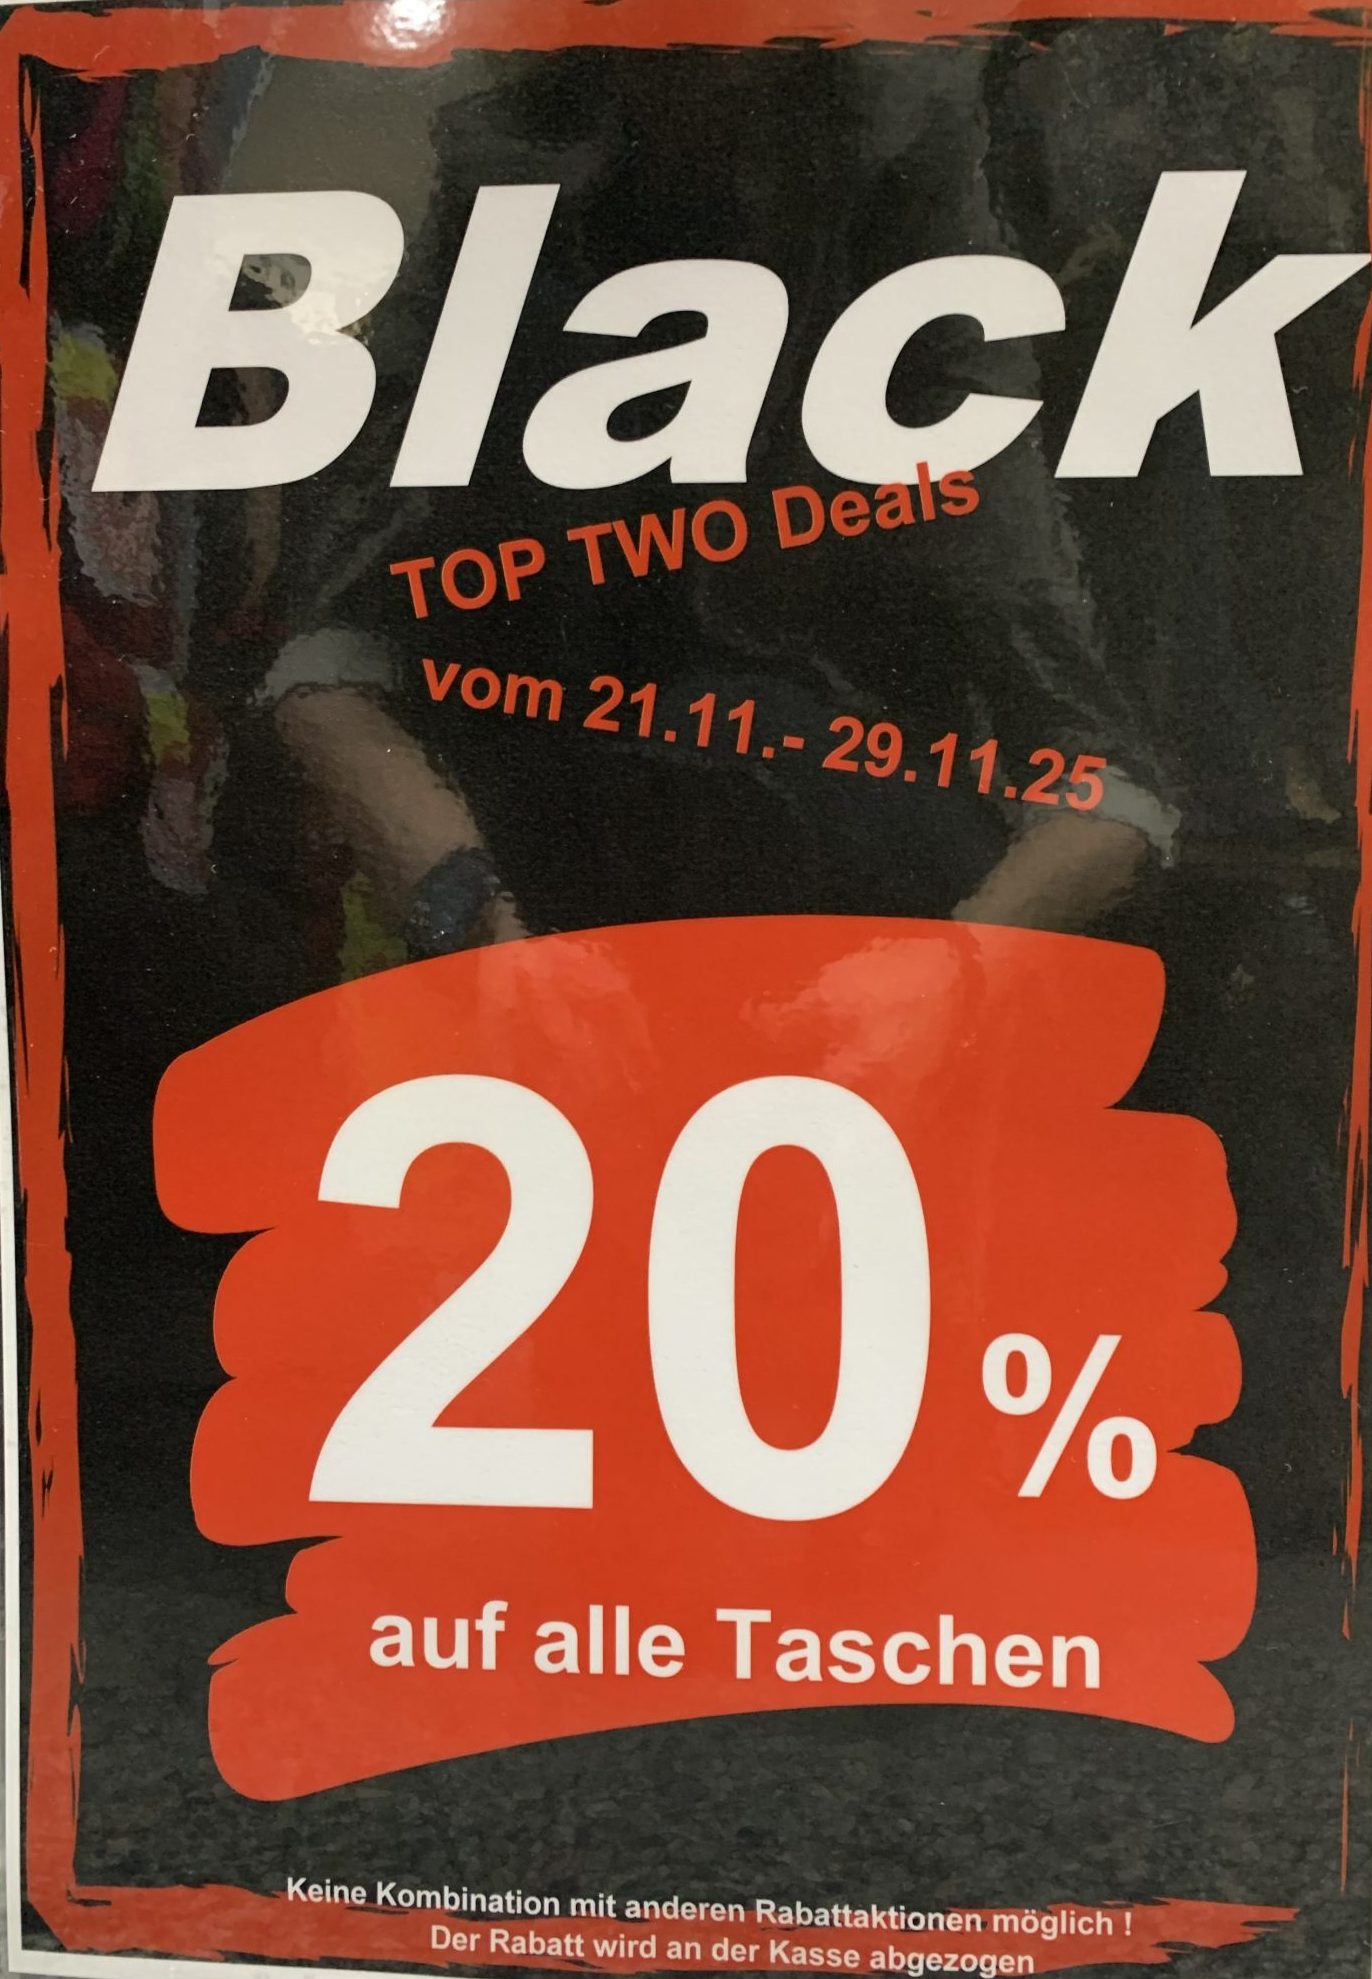 Black
TOP TWO Deals
vom 21.11.- 29.11.25
20 %
auf alle Taschen
Keine Kombination mit anderen Rabattaktionen möglich !
Der Rabatt wird an der Kasse abgezogen